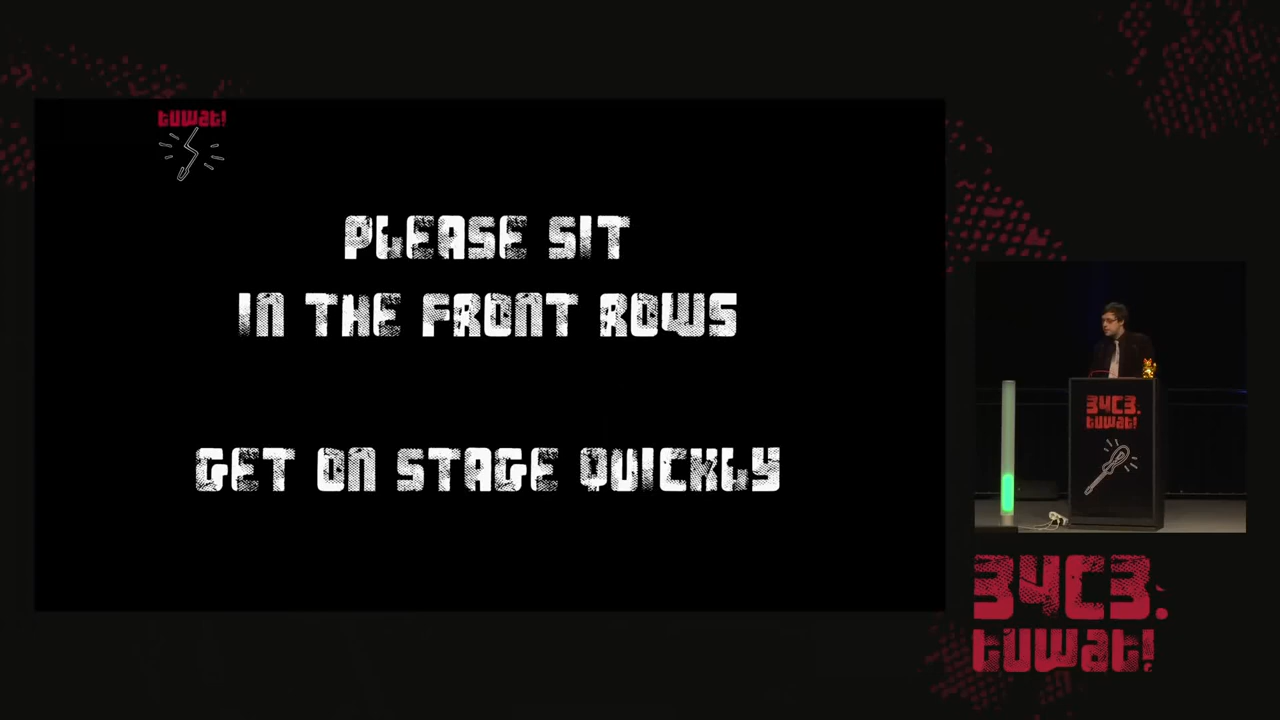 tuwat!
PLEASE SIT
IN THE FRONT ROWS
GET ON STAGE QUICKLY
34C3.
tuwat!
34C3.
tuwat!